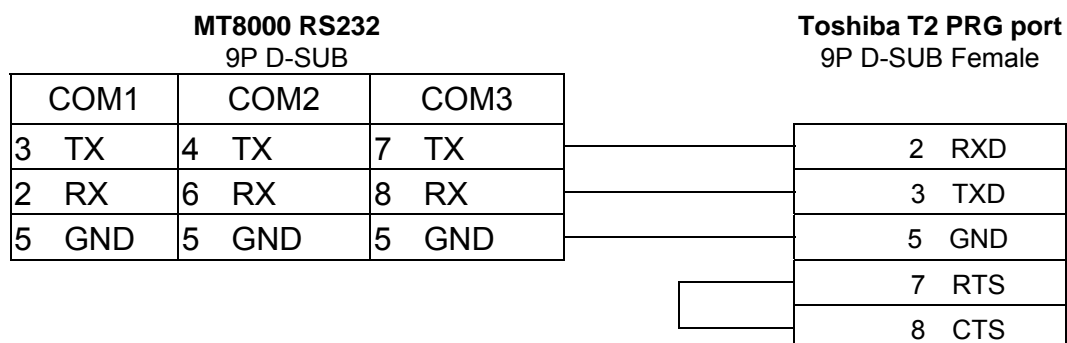 MT8000 RS232 Toshiba T2 PRG port
9P D-SUB 9P D-SUB Female
COM1 COM2 COM3
3 TX 4 TX 7 TX 2 RXD
2 RX 6 RX 8 RX 3 TXD
5 GND 5 GND 5 GND 5 GND
7 RTS
8 CTS